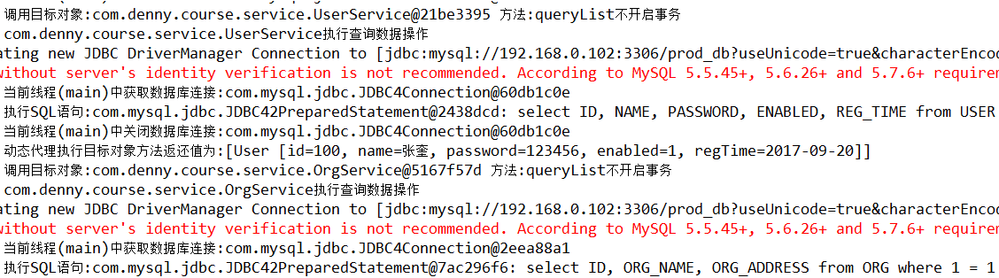 调用目标对象:com.denny.course.service.UserService@21be3395 方法:queryList不开启事务
com.denny.course.service.UserService执行查询数据操作
ating new JDBC DriverManager Connection to [jdbc:mysql://192.168.0.102:3306/prod_db?useUnicode=true&characterEncod
without server's identity verification is not recommended. According to MySQL 5.5.45+, 5.6.26+ and 5.7.6+ requirem
当前线程(main)中获取数据库连接:com.mysql.jdbc.JDBC4Connection@60db1c0e
执行SQL语句:com.mysql.jdbc.JDBC42PreparedStatement@2438dcd: select ID, NAME, PASSWORD, ENABLED, REG_TIME from USER
当前线程(main)中关闭数据库连接:com.mysql.jdbc.JDBC4Connection@60db1c0e
动态代理执行目标对象方法返还值为:[User [id=100, name=张奎, password=123456, enabled=1, regTime=2017-09-20]]
调用目标对象:com.denny.course.service.OrgService@5167f57d 方法:queryList不开启事务
com.denny.course.service.OrgService执行查询数据操作
ating new JDBC DriverManager Connection to [jdbc:mysql://192.168.0.102:3306/prod_db?useUnicode=true&characterEncod
without server's identity verification is not recommended. According to MySQL 5.5.45+, 5.6.26+ and 5.7.6+ requirem
当前线程(main)中获取数据库连接:com.mysql.jdbc.JDBC4Connection@2eea88a1
执行SQL语句:com.mysql.jdbc.JDBC42PreparedStatement@7ac296f6: select ID, ORG_NAME, ORG_ADDRESS from ORG where 1 = 1